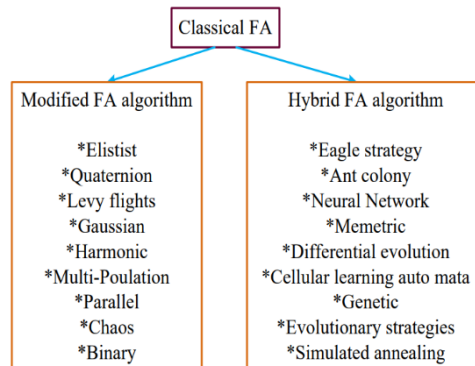 Classical FA
Modified FA algorithm
*Elistist
*Quaternion
*Levy flights
*Gaussian
*Harmonic
*Multi-Poulation
*Parallel
*Chaos
*Binary
Hybrid FA algorithm
*Eagle strategy
*Ant colony
*Neural Network
*Memetric
*Differential evolution
*Cellular learning auto mata
*Genetic
*Evolutionary strategies
*Simulated annealing